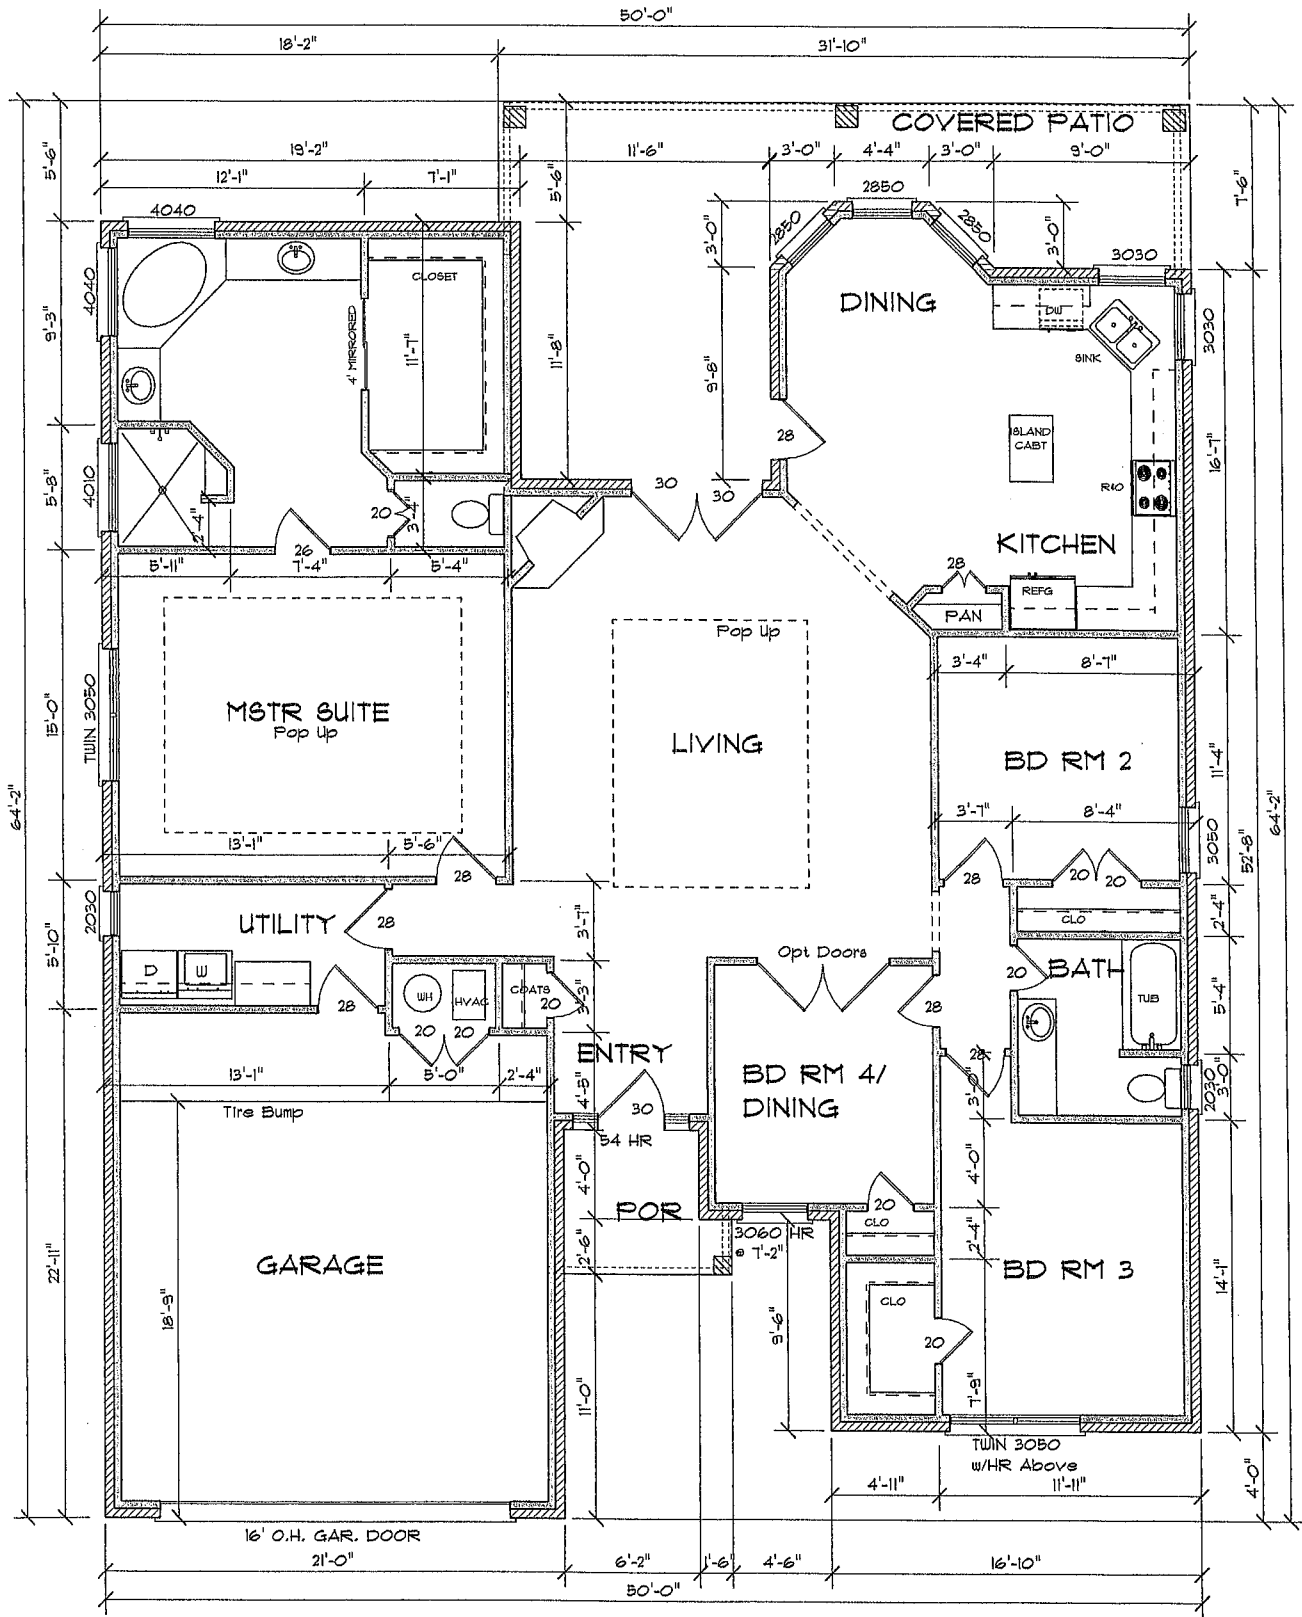 50'-0"
18'-2" 31'-10"
COVERED PATIO
19'-2" 11'-6" 3'-0" 4'-4" 3'-0" 9'-0"
5'-6" 12'-1" 7'-1" 5'-6" 7'-6"
4040 2850
2850 2850
3'-0" 3'-0"
3030
4040 CLOSET DINING DW 3030
9'-3" 4' MIRRORED 11'-7" 11'-8" 9'-8" SINK
28 ISLAND
CABT
16'-7"
5'-8" 4010 30 30 R40
20 3'-4"
2'-4" 26 KITCHEN
5'-11" 7'-4" 5'-4" 28 REFG
PAN
Pop Up
3'-4" 8'-7"
TWIN 3050 MSTR SUITE
Pop Up
15'-0" LIVING BD RM 2 11'-4"
64'-2" 64'-2"
52'-8"
3'-7" 8'-4"
13'-1" 5'-6" 3050
28 28 20 20
2030 UTILITY 28 3'-7" CLO 2'-4"
5'-10" Opt Doors
D W WH HVAC COATS 20 3'-3" 20 BATH TUB 5'-4"
28 20 20 28
ENTRY 28
13'-1" 5'-0" 2'-4" 4'-5" BD RM 4/
DINING
3'-0" 2030 3'-0"
Tire Bump 30
54 HR
4'-0" 4'-0"
POR 20
CLO
3060 HR
@ 7'-2"
2'-6" 2'-4"
GARAGE BD RM 3
22'-11" 18'-9" CLO 14'-1"
9'-6" 20
11'-0" 7'-9"
TWIN 3050
w/HR Above
4'-11" 11'-11" 4'-0"
16' O.H. GAR. DOOR
21'-0" 6'-2" 1'-6" 4'-6" 16'-10"
50'-0"